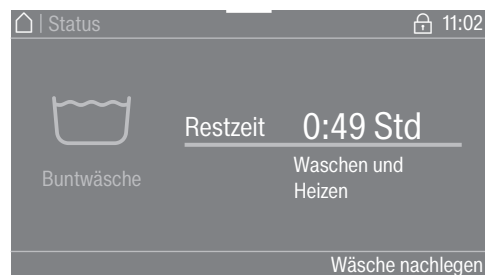 | Status 11:02
Restzeit 0:49 Std
Buntwäsche
Waschen und
Heizen
Wäsche nachlegen